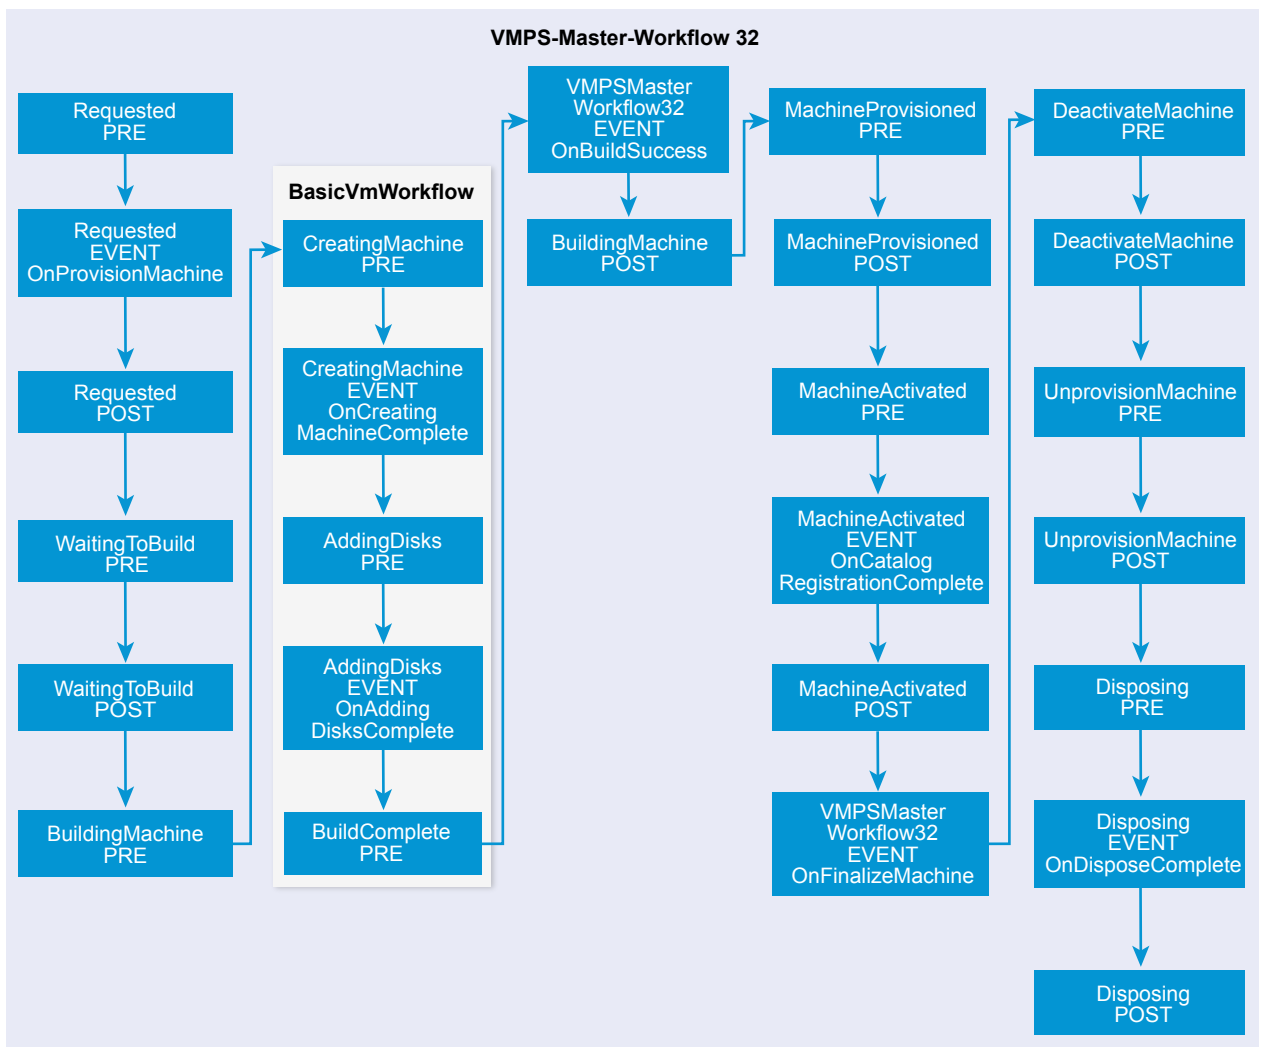 VMPS-Master-Workflow 32
Requested
PRE
Requested
EVENT
OnProvisionMachine
Requested
POST
WaitingToBuild
PRE
WaitingToBuild
POST
BuildingMachine
PRE
BasicVmWorkflow
CreatingMachine
PRE
CreatingMachine
EVENT
OnCreating
MachineComplete
AddingDisks
PRE
AddingDisks
EVENT
OnAdding
DisksComplete
BuildComplete
PRE
VMPSMaster
Workflow32
EVENT
OnBuildSuccess
BuildingMachine
POST
MachineProvisioned
PRE
MachineProvisioned
POST
MachineActivated
PRE
MachineActivated
EVENT
OnCatalog
RegistrationComplete
MachineActivated
POST
VMPSMaster
Workflow32
EVENT
OnFinalizeMachine
DeactivateMachine
PRE
DeactivateMachine
POST
UnprovisionMachine
PRE
UnprovisionMachine
POST
Disposing
PRE
Disposing
EVENT
OnDisposeComplete
Disposing
POST